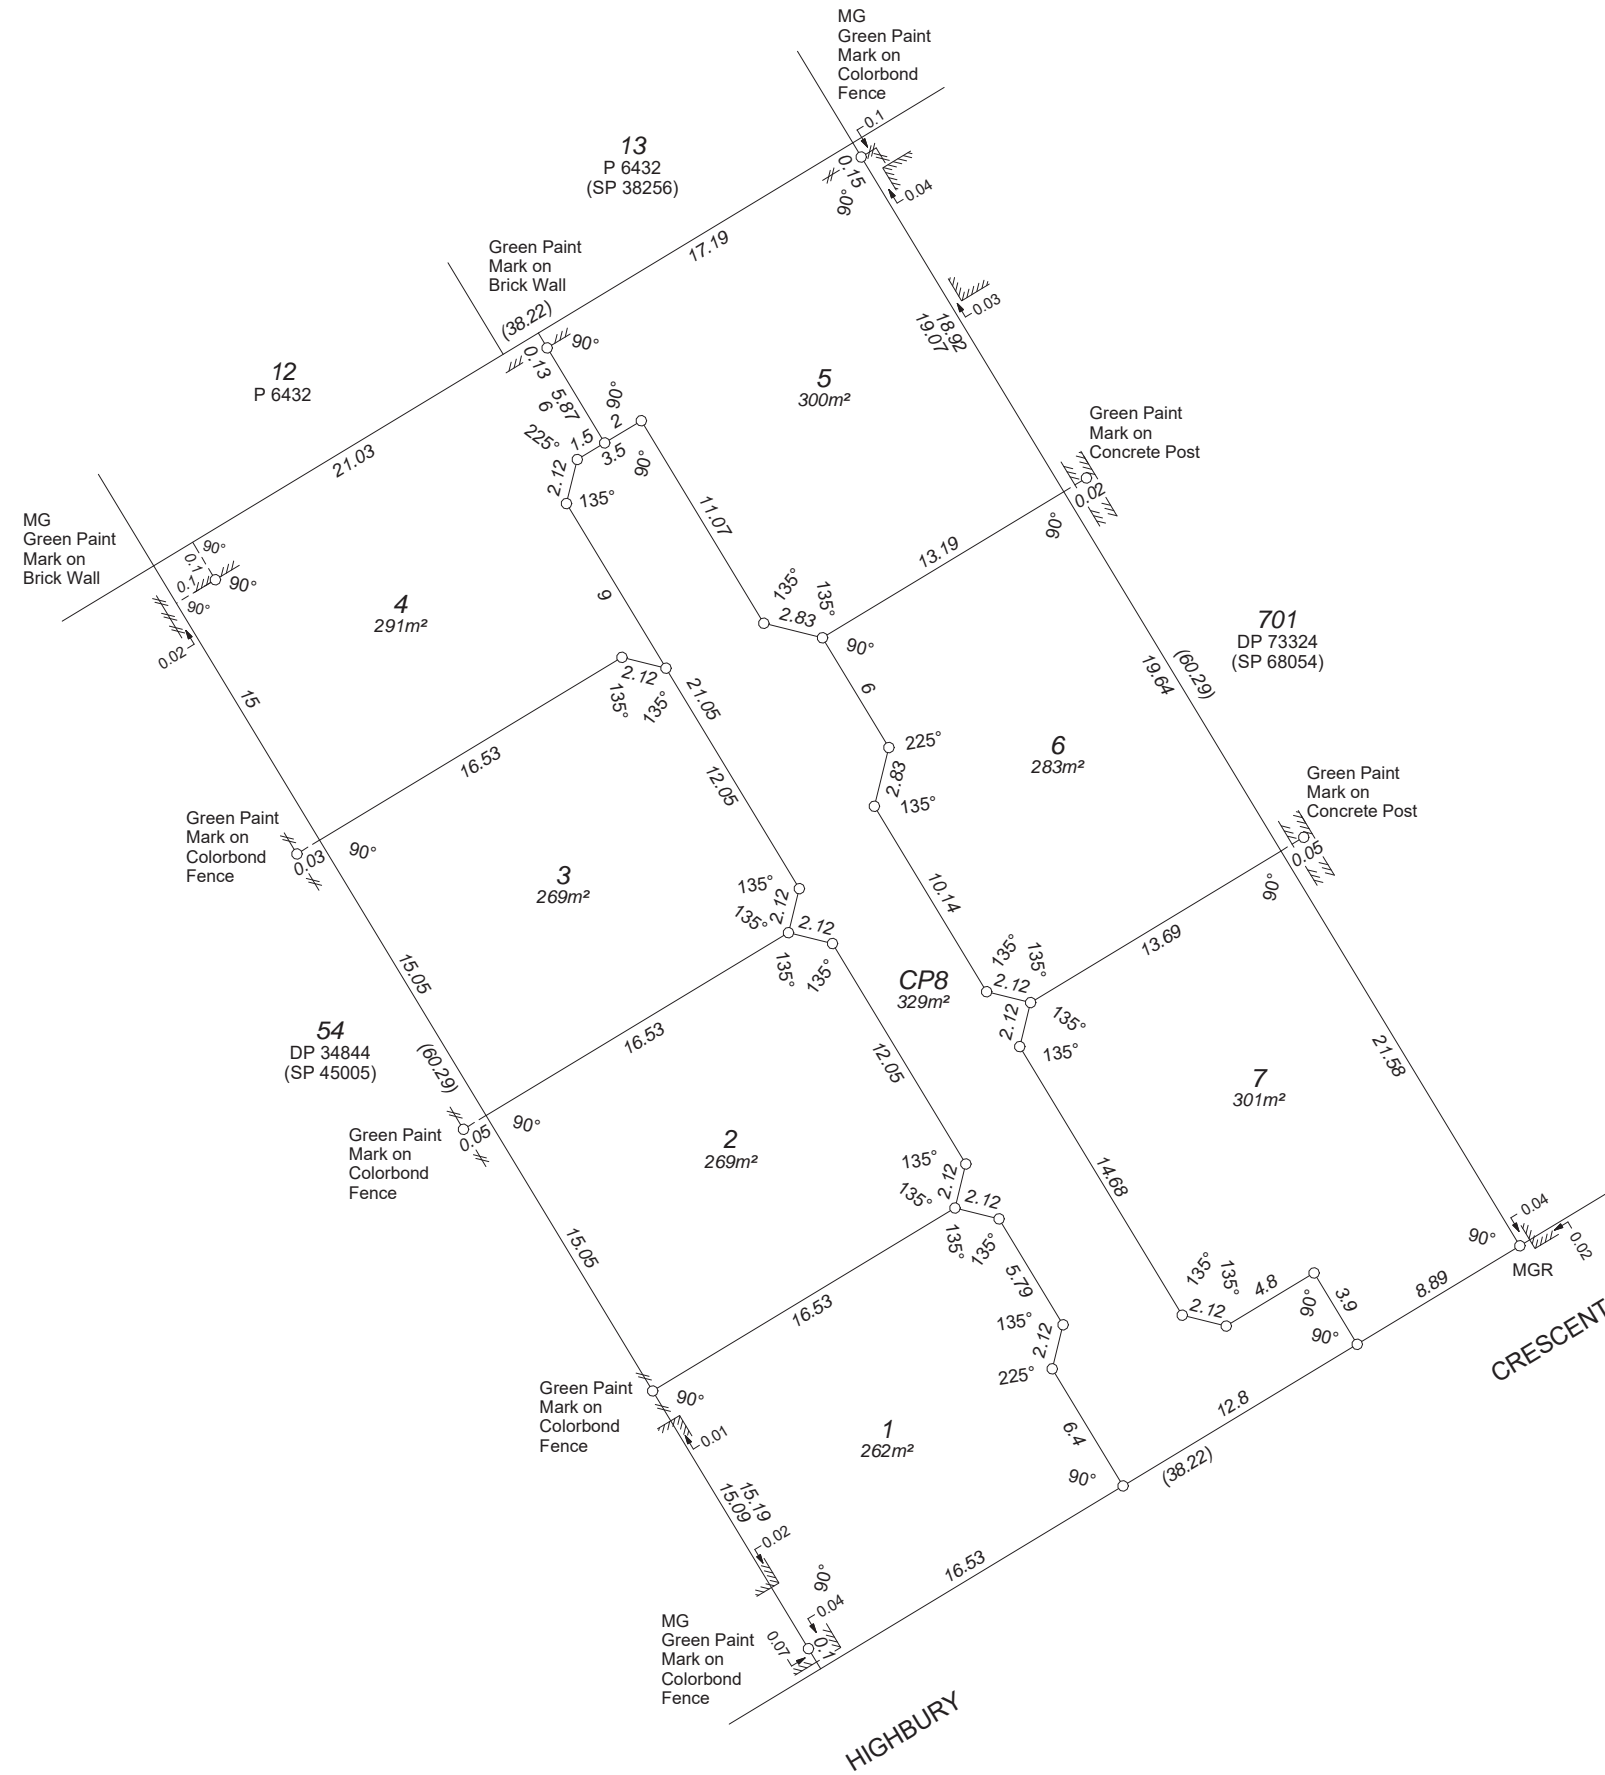 MG
Green Paint
Mark on
Colorbond
Fence
0.1
0.15
90°
0.04
13
P 6432
(SP 38256)
17.19
Green Paint
Mark on
Brick Wall
(38.22)
90°
0.13
5.87
6
90°
2
1.5
3.5
225°
90°
2.12
135°
0.03
18.92
19.07
12
P 6432
21.03
5
300m²
Green Paint
Mark on
Concrete Post
0.02
90°
13.19
11.07
MG
Green Paint
Mark on
Brick Wall
90°
0.1
0.1
90°
90°
0.02
4
291m²
9
135°
135°
2.83
90°
701
DP 73324
(SP 68054)
(60.29)
19.64
15
2.12
135°
135°
21.05
6
16.53
12.05
225°
2.83
135°
6
283m²
Green Paint
Mark on
Concrete Post
0.05
90°
Green Paint
Mark on
Colorbond
Fence
0.03
90°
3
269m²
135°
2.12
135°
2.12
135°
135°
10.14
13.69
15.05
CP8
329m²
135°
135°
2.12
2.12
135°
135°
54
DP 34844
(SP 45005)
(60.29)
16.53
12.05
21.58
7
301m²
Green Paint
Mark on
Colorbond
Fence
0.05
90°
2
269m²
135°
2.12
135°
2.12
135°
135°
14.68
15.05
16.53
5.79
135°
2.12
225°
135°
135°
2.12
4.8
90°
3.9
90°
8.89
90°
0.04
0.02
MGR
CRESCENT
Green Paint
Mark on
Colorbond
Fence
90°
0.01
1
262m²
6.4
90°
12.8
(38.22)
15.19
15.09
0.02
90°
16.53
MG
Green Paint
Mark on
Colorbond
Fence
0.04
0.07
0.1
HIGHBURY